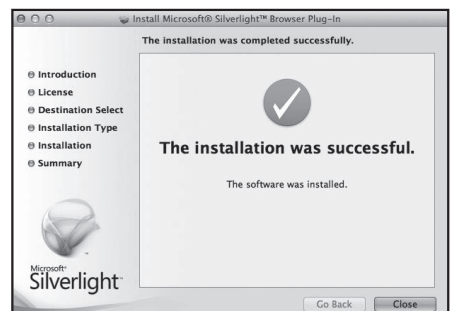 Install Microsoft® Silverlight™ Browser Plug-In
The installation was completed successfully.
Introduction
License
Destination Select
Installation Type
Installation
Summary
The installation was successful.
The software was installed.
Microsoft®
Silverlight™
Go Back
Close